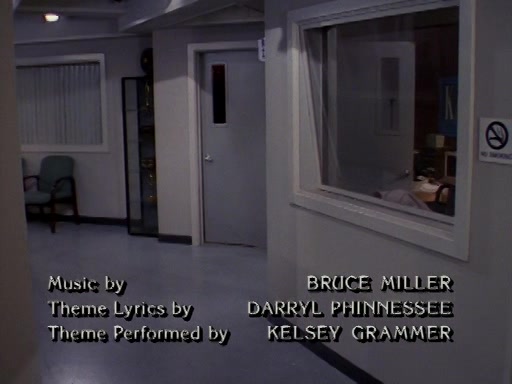 NO SMOKING
Music by BRUCE MILLER
Theme Lyrics by DARRYL PHINNESSEE
Theme Performed by KELSEY GRAMMER